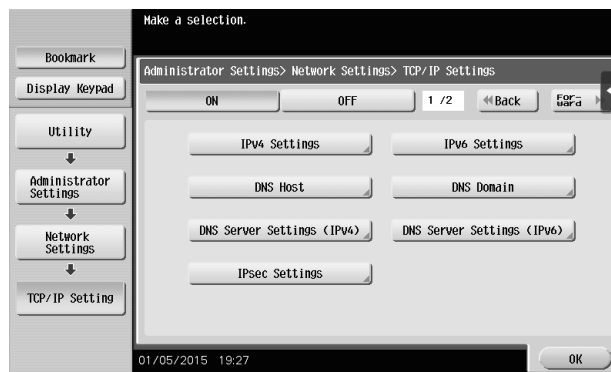 Make a selection.
Bookmark
Display Keypad
Utility
Administrator
Settings
Network
Settings
TCP/IP Setting
Administrator Settings> Network Settings> TCP/IP Settings
ON
OFF
1 /2
Back
For-
ward
IPv4 Settings
IPv6 Settings
DNS Host
DNS Domain
DNS Server Settings (IPv4)
DNS Server Settings (IPv6)
IPsec Settings
01/05/2015 19:27
OK